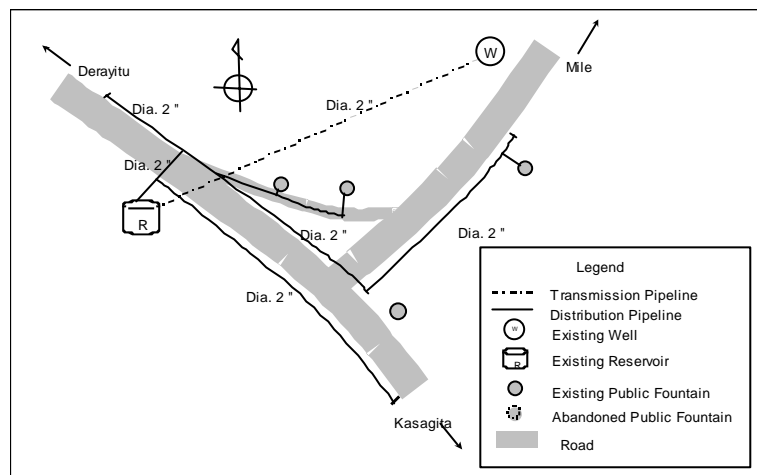 W
Derayitu
Mile
Dia. 2 "
Dia. 2 "
Dia. 2 "
R
Dia. 2 "
Dia. 2 "
Dia. 2 "
Kasagita
Legend
Transmission Pipeline
Distribution Pipeline
W
Existing Well
R
Existing Reservoir
Existing Public Fountain
Abandoned Public Fountain
Road